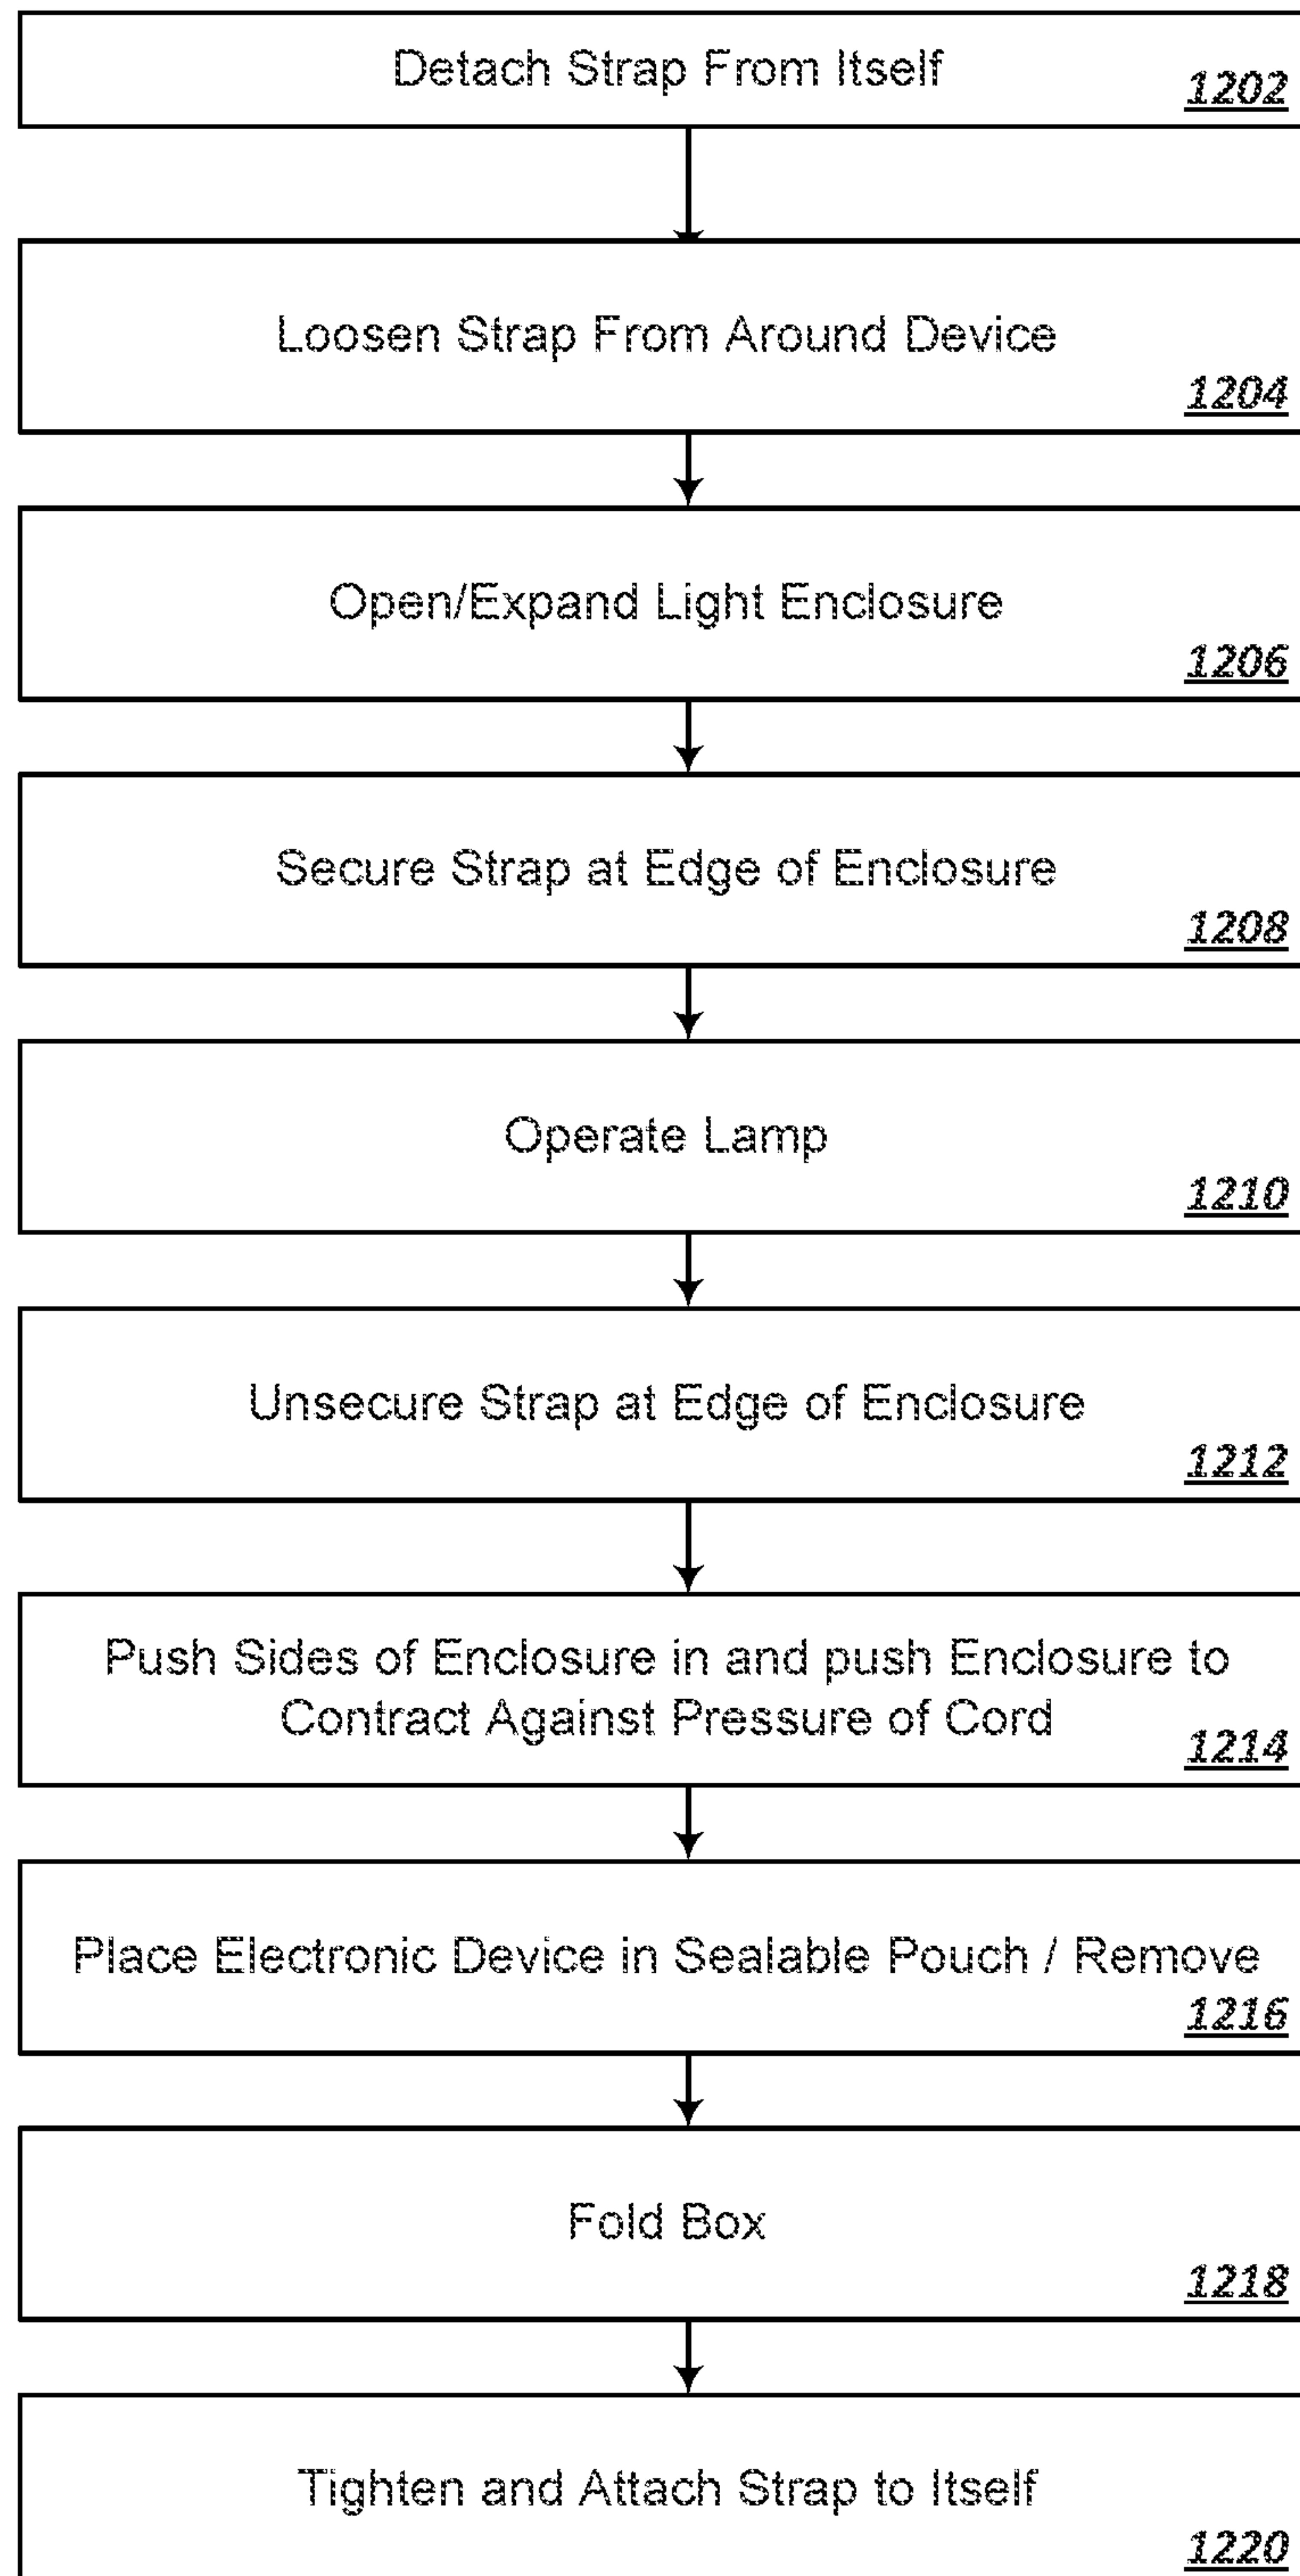 Detach Strap From Itself
1202
Loosen Strap From Around Device
1204
Open/Expand Light Enclosure
1206
Secure Strap at Edge of Enclosure
1208
Operate Lamp
1210
Unsecure Strap at Edge of Enclosure
1212
Push Sides of Enclosure in and push Enclosure to
Contract Against Pressure of Cord
1214
Place Electronic Device in Sealable Pouch / Remove
1216
Fold Box
1218
Tighten and Attach Strap to Itself
1220